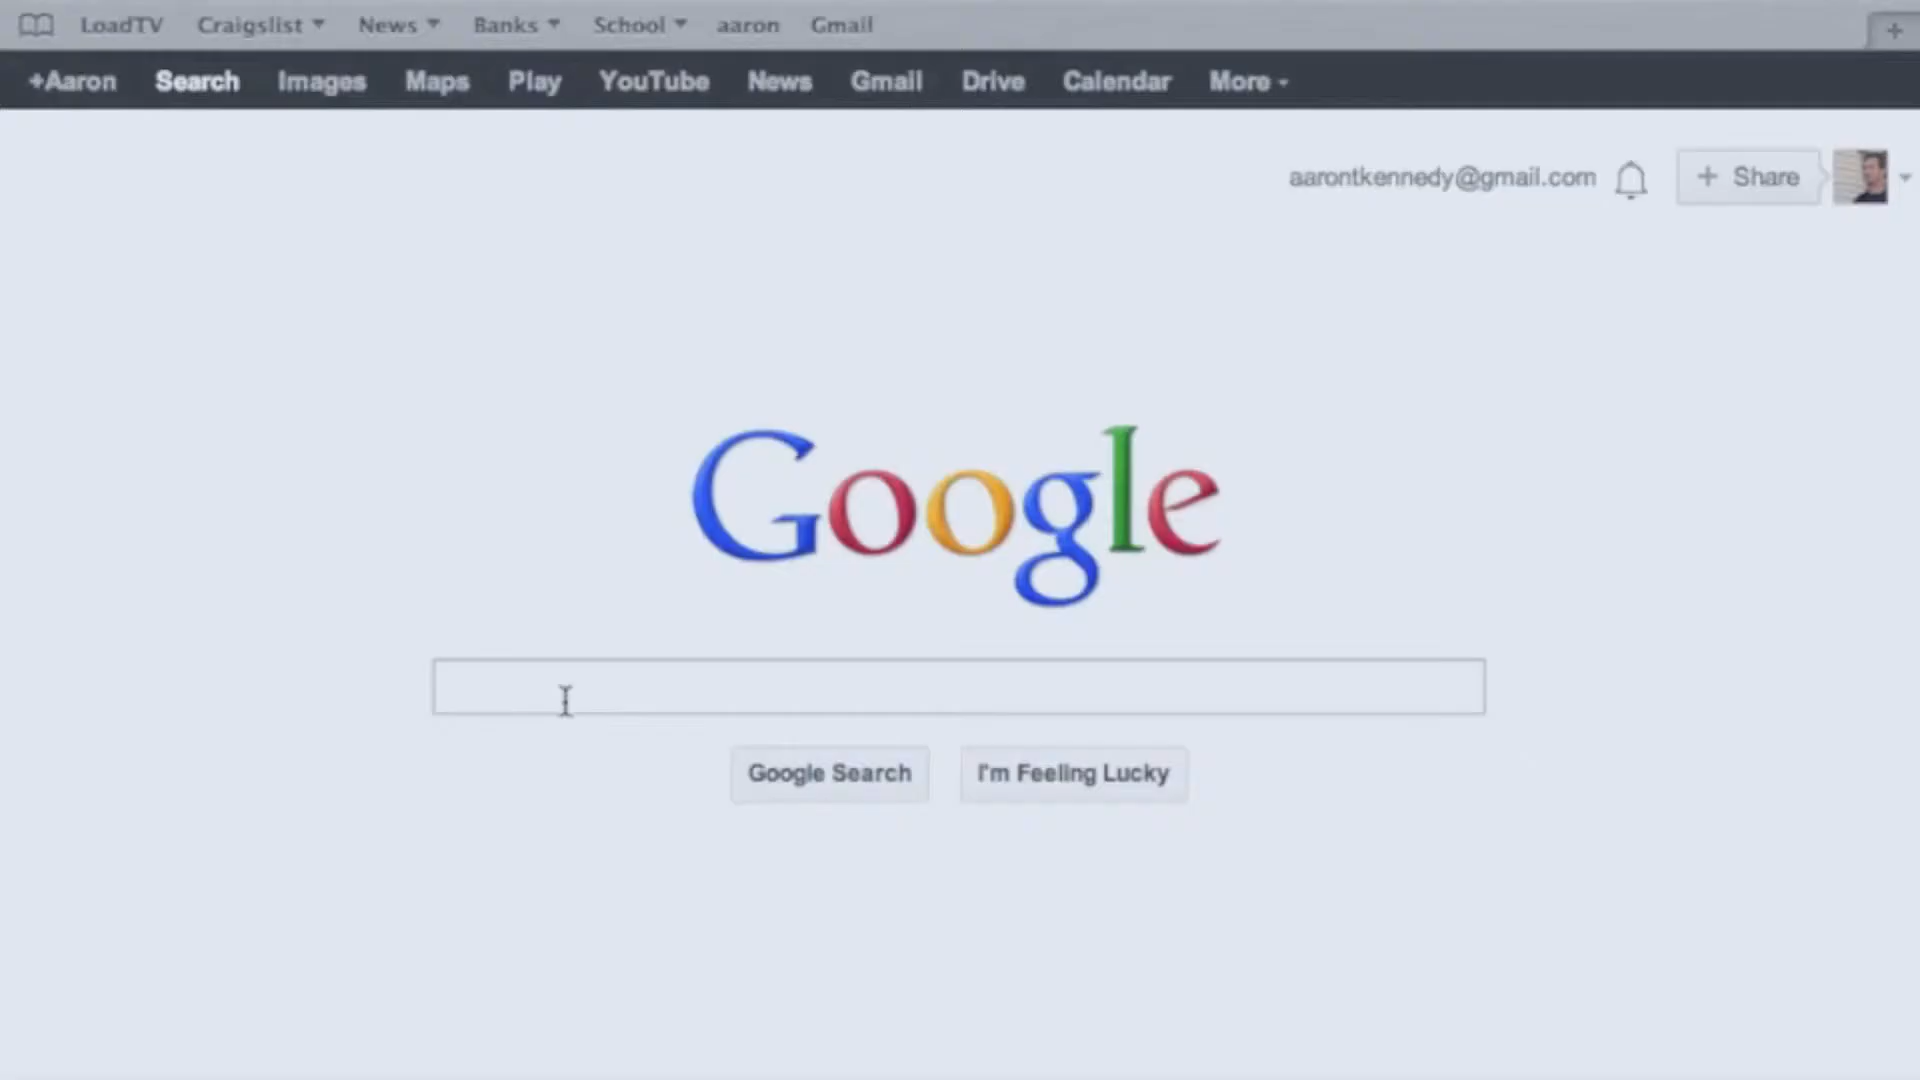 LoadTV Craigslist News Banks School aaron Gmail
+Aaron Search Images Maps Play YouTube News Gmail Drive Calendar More
aarontkennedy@gmail.com + Share
Google
Google Search I'm Feeling Lucky